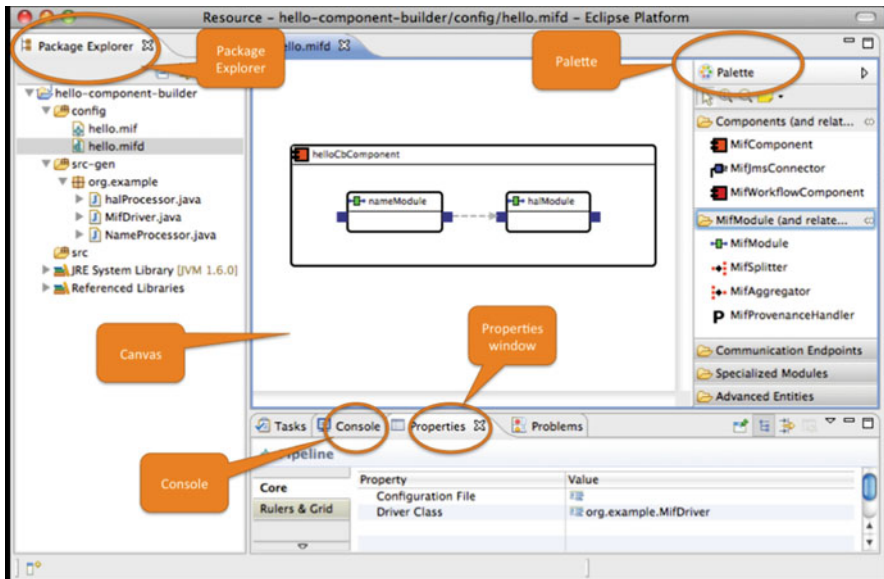 Resource – hello-component-builder/config/hello.mifd – Eclipse Platform
Package Explorer
Package
Explorer
ello.mifd
Palette
Palette
hello-component-builder
config
hello.mif
hello.mifd
src-gen
org.example
halProcessor.java
MifDriver.java
NameProcessor.java
src
JRE System Library [JVM 1.6.0]
Referenced Libraries
helloCbComponent
nameModule
halModule
Components (and relat...
MifComponent
MifJmsConnector
MifWorkflowComponent
MifModule (and relate...
MifModule
MifSplitter
MifAggregator
MifProvenanceHandler
Communication Endpoints
Specialized Modules
Advanced Entities
Canvas
Properties
window
Tasks
Console
Properties
Problems
Console
Pipeline
Core
Rulers & Grid
Property
Value
Configuration File
Driver Class
org.example.MifDriver